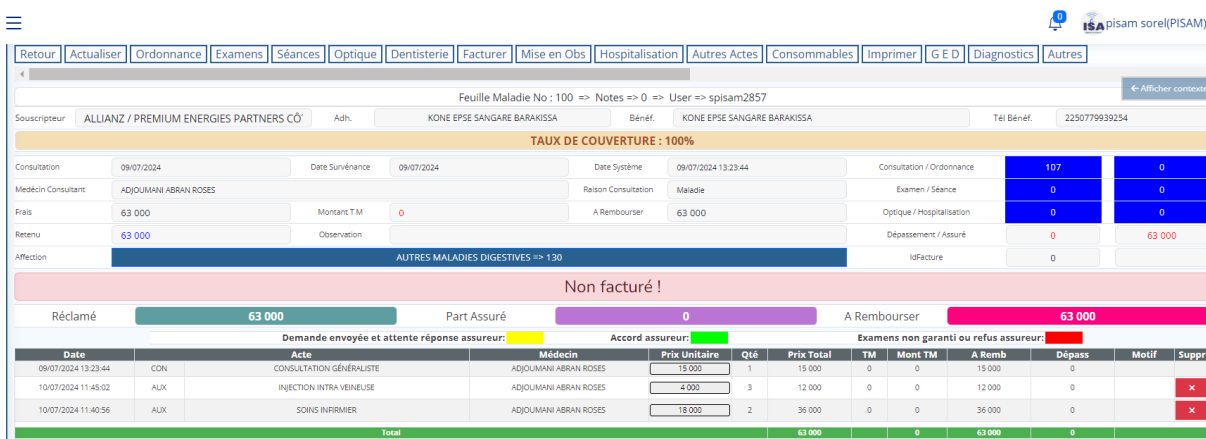 0 ISA pisam sorel(PISAM)
Retour Actualiser Ordonnance Examens Séances Optique Dentisterie Facturer Mise en Obs Hospitalisation Autres Actes Consommables Imprimer G E D Diagnostics Autres
← Afficher contexte
Feuille Maladie No : 100 => Notes => 0 => User => spisam2857
Souscripteur ALLIANZ / PREMIUM ENERGIES PARTNERS CÔ Adh. KONE EPSE SANGARE BARAKISSA Bénéf. KONE EPSE SANGARE BARAKISSA Tél Bénéf. 2250779939254
TAUX DE COUVERTURE : 100%
Consultation 09/07/2024 Date Survénance 09/07/2024 Date Système 09/07/2024 13:23:44 Consultation / Ordonnance 107 0
Medécin Consultant ADJOUMANI ABRAN ROSES Raison Consultation Maladie Examen / Séance 0 0
Frais 63 000 Montant T M 0 A Rembourser 63 000 Optique / Hospitalisation 0 0
Retenu 63 000 Observation Dépassement / Assuré 0 63 000
Affection AUTRES MALADIES DIGESTIVES => 130 IdFacture 0
Non facturé !
Réclamé 63 000 Part Assuré 0 A Rembourser 63 000
Demande envoyée et attente réponse assureur: Accord assureur: Examens non garanti ou refus assureur:
Date Acte Médecin Prix Unitaire Qté Prix Total TM Mont TM A Remb Dépass Motif Suppr
09/07/2024 13:23:44 CON CONSULTATION GÉNÉRALISTE ADJOUMANI ABRAN ROSES 15 000 1 15 000 0 0 15 000 0
10/07/2024 11:45:02 AUX INJECTION INTRA VEINEUSE ADJOUMANI ABRAN ROSES 4 000 3 12 000 0 0 12 000 0 ×
10/07/2024 11:40:56 AUX SOINS INFIRMIER ADJOUMANI ABRAN ROSES 18 000 2 36 000 0 0 36 000 0 ×
Total 63 000 0 63 000 0